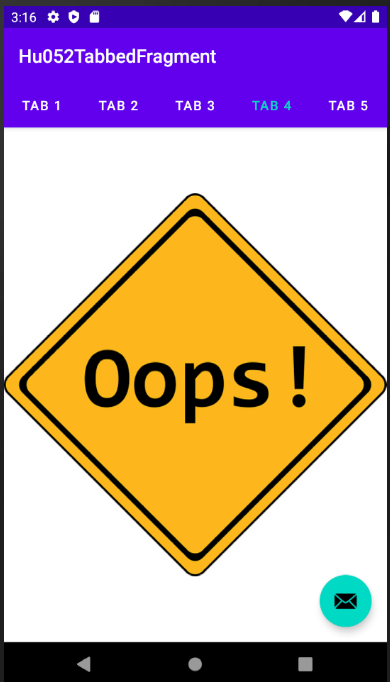 3:16
Hu052TabbedFragment
TAB 1 TAB 2 TAB 3 TAB 4 TAB 5
Oops!